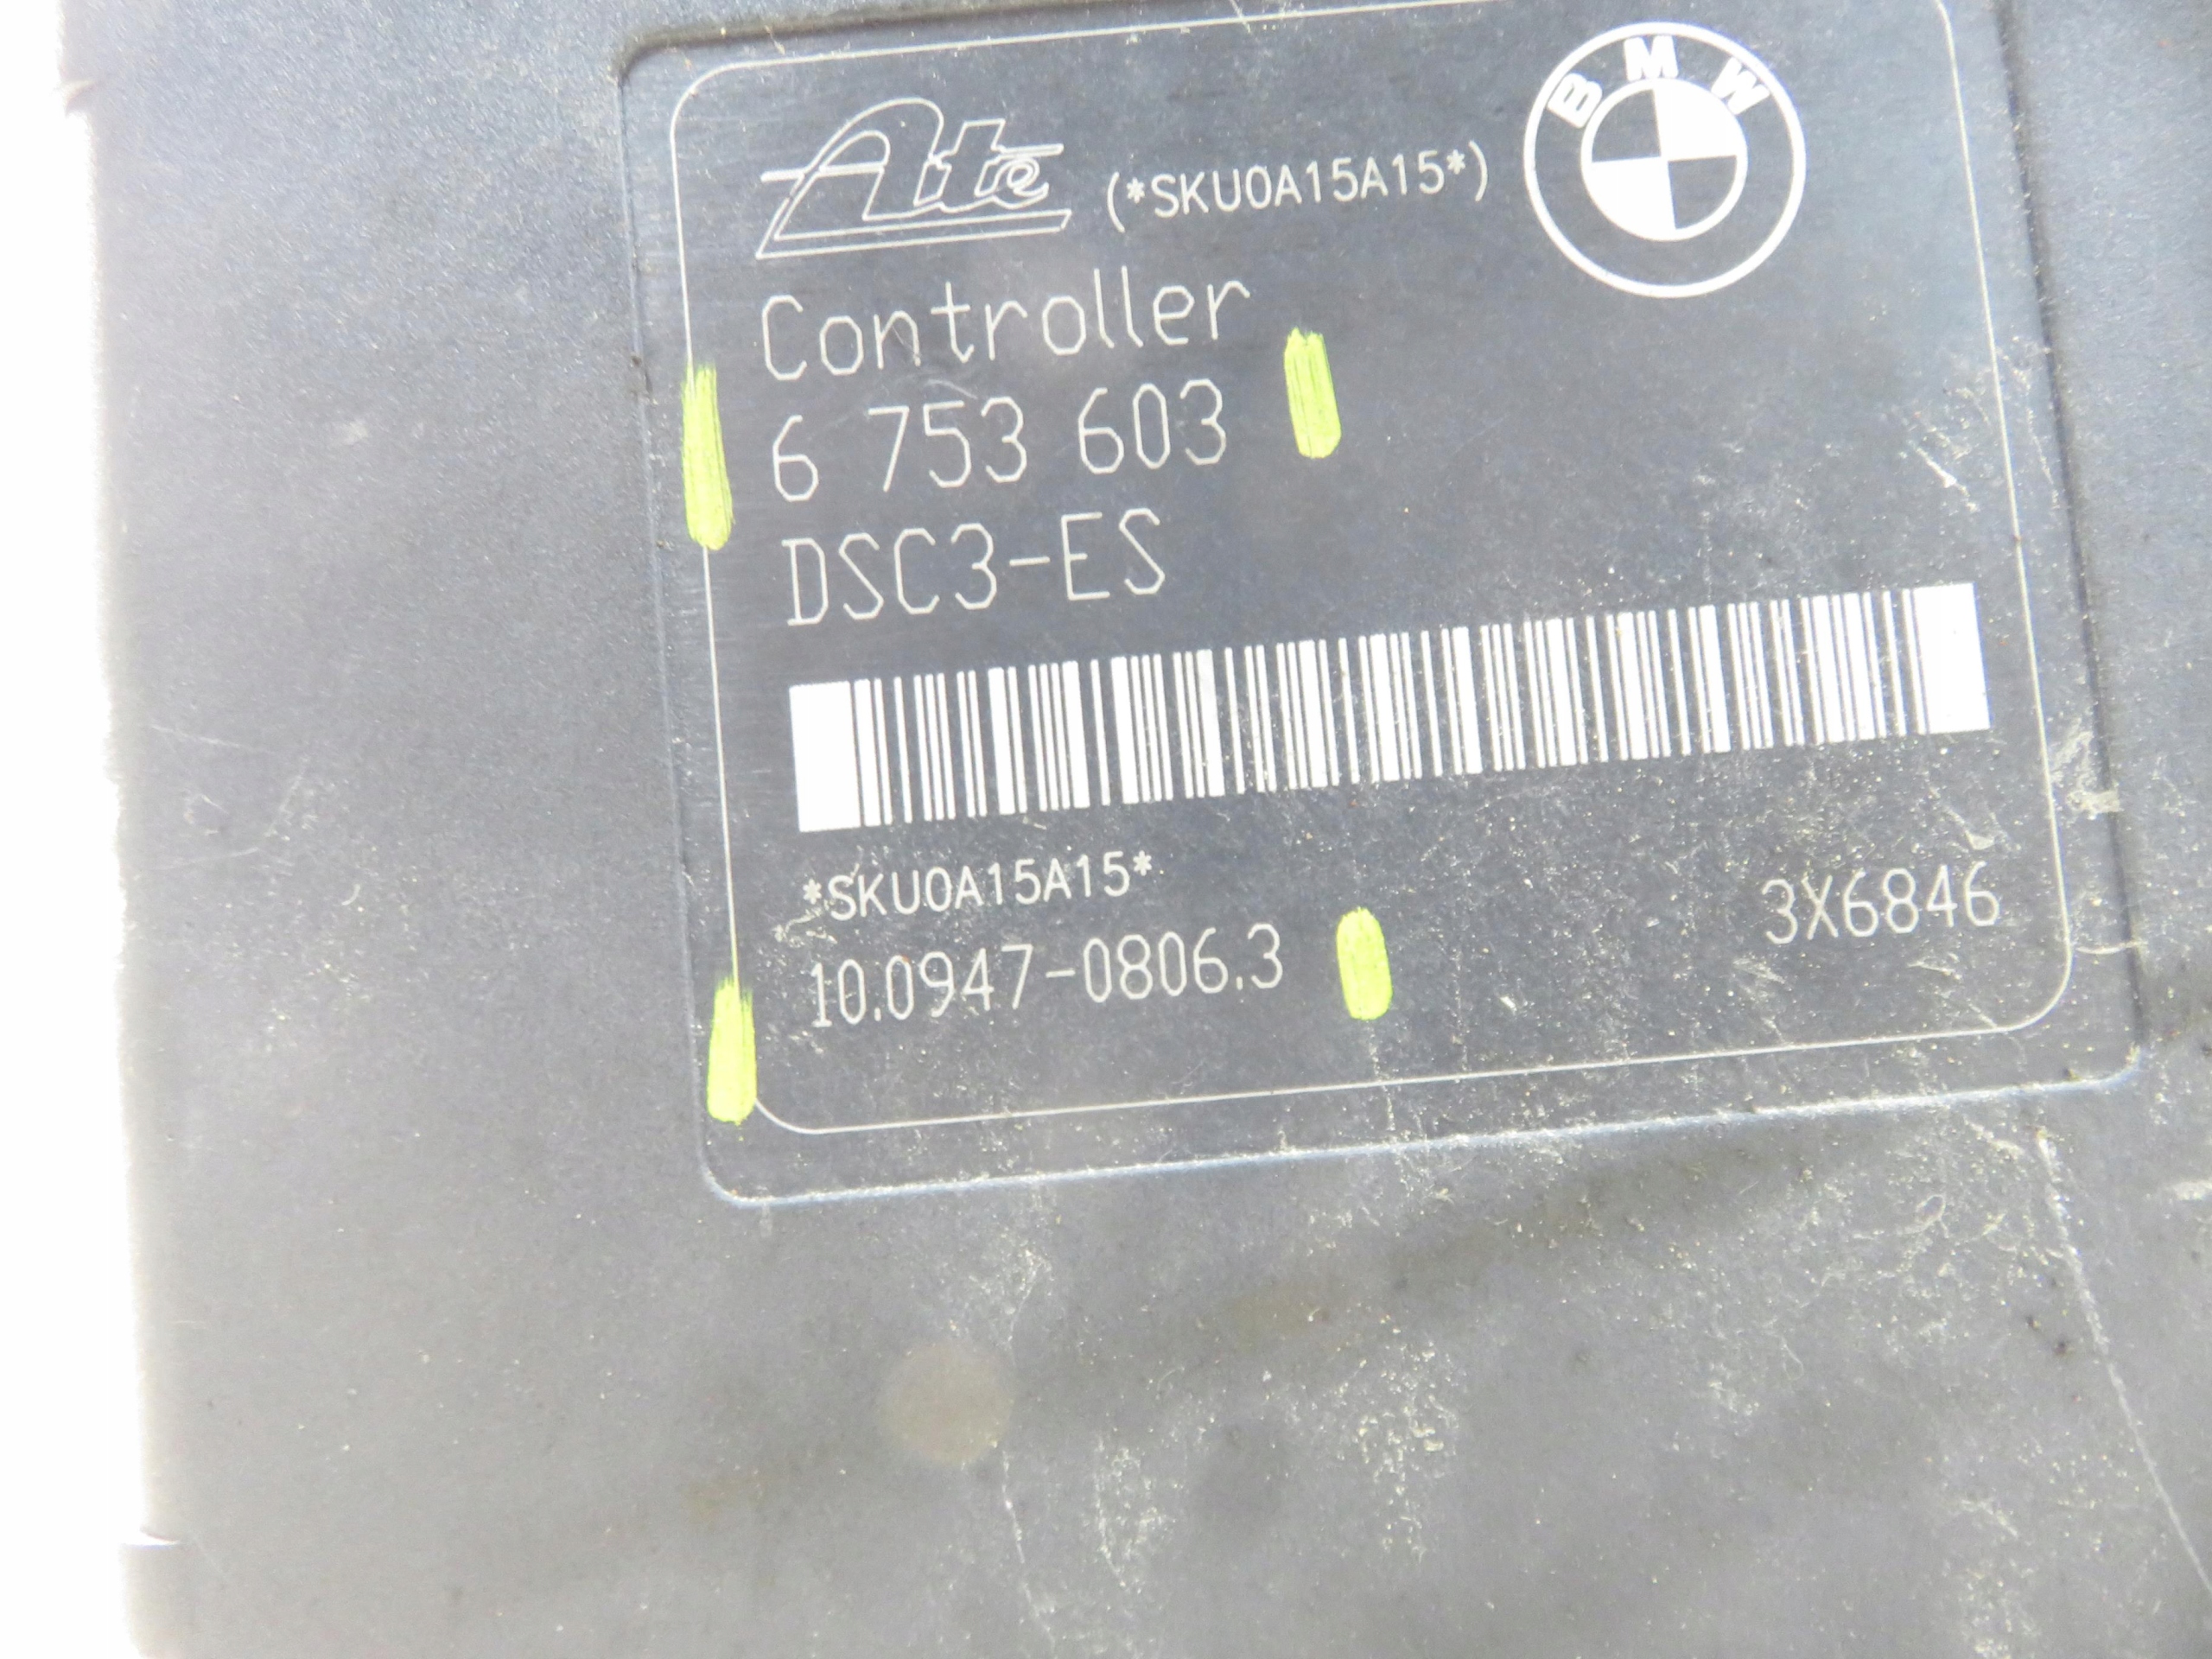 Ate (*SKU0A15A15*) BMW
Controller
6 753 603
DSC3-ES
*SKU0A15A15*
10.0947-0806.3 3X6846